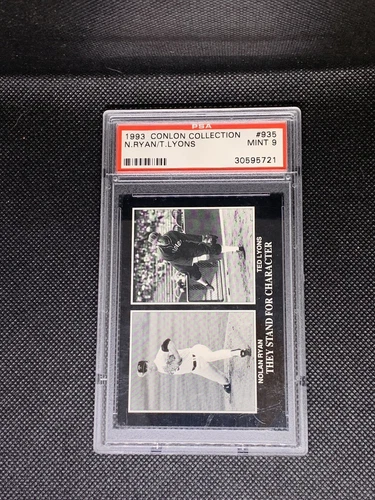 PSA
1993 CONLON COLLECTION #935
N.RYAN/T.LYONS MINT 9
30595721
NOLAN RYAN TED LYONS
THEY STAND FOR CHARACTER